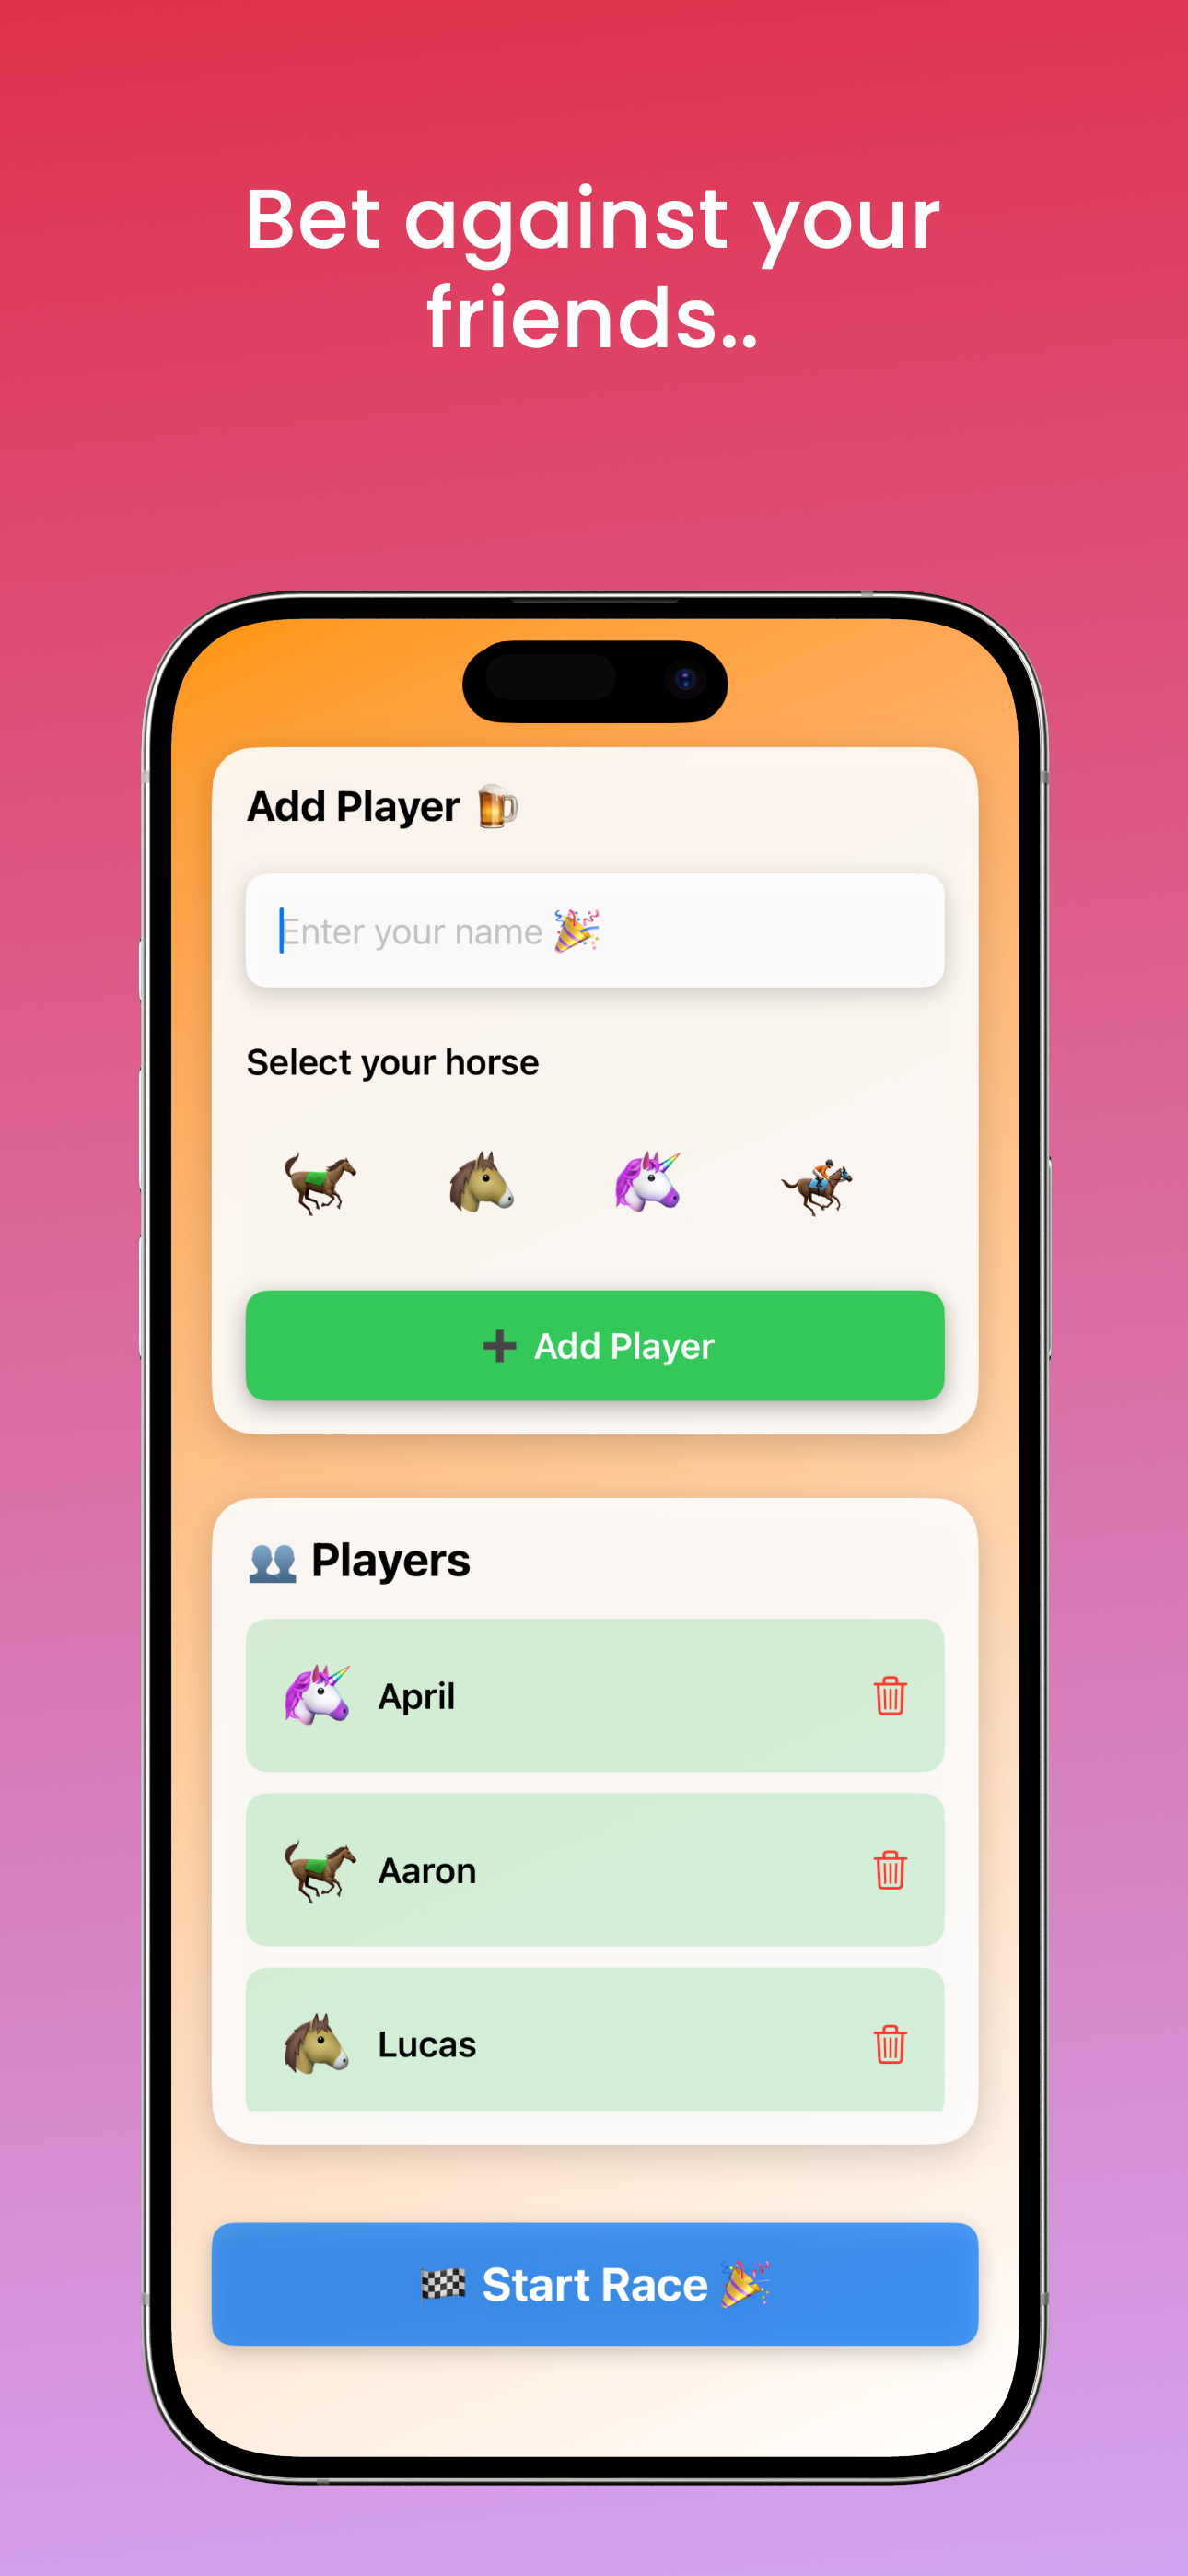 Bet against your
friends..
Add Player 🍺
Enter your name 🎉
Select your horse
➕ Add Player
👥 Players
April
Aaron
Lucas
🏁 Start Race 🎉